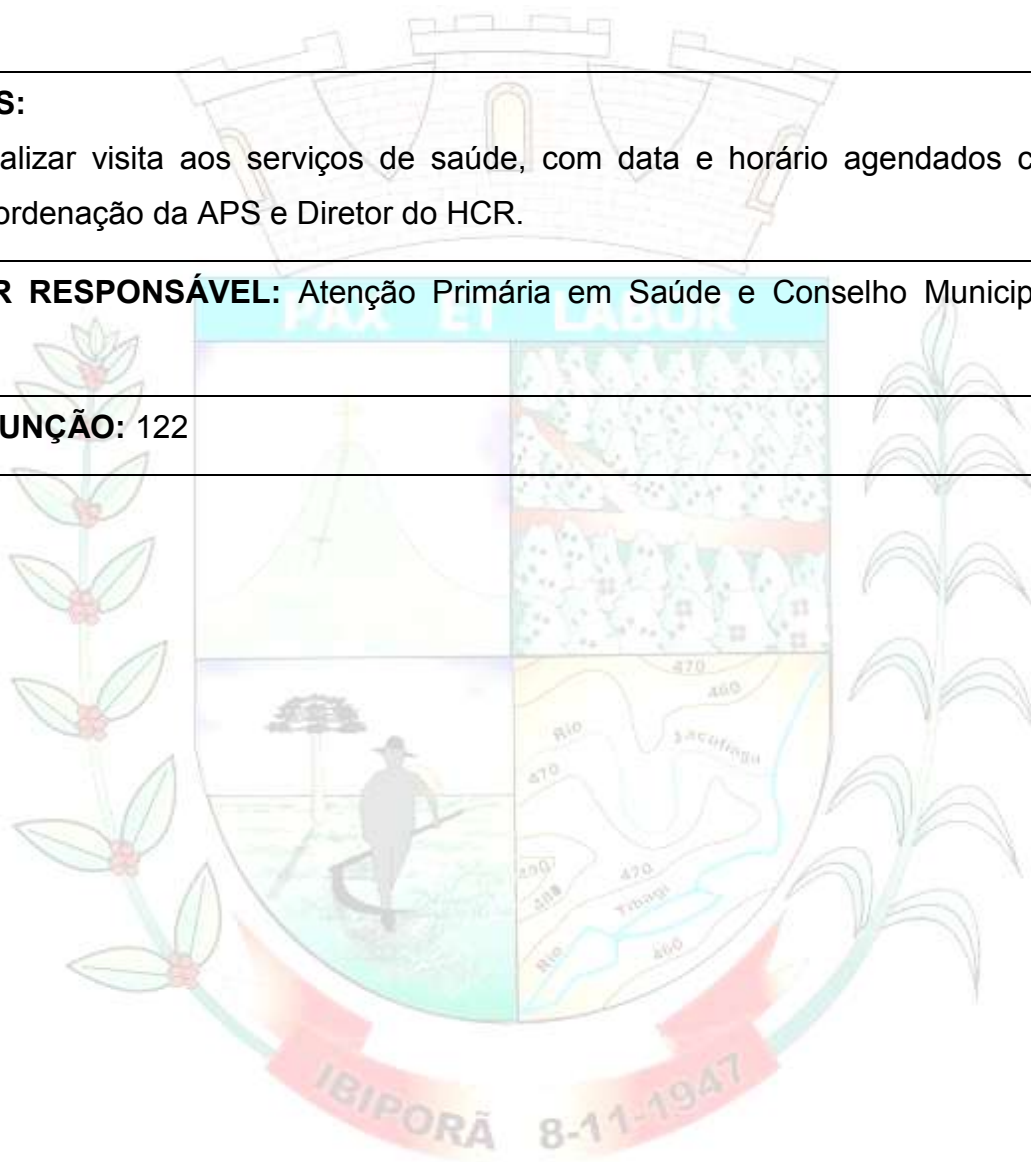 S:
alizar visita aos serviços de saúde, com data e horário agendados c
ordenação da APS e Diretor do HCR.
R RESPONSÁVEL: Atenção Primária em Saúde e Conselho Municip
PAX ET LABOR
UNÇÃO: 122
470
460
Rio
470
470
Tibagi
Rio
460
IBIPORÃ 8-11-1947